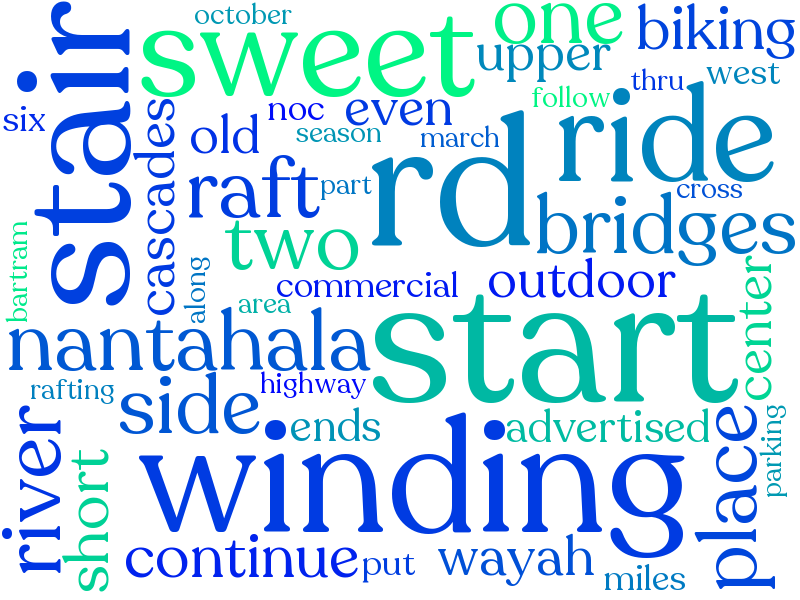 october
sweet
one
biking
stair
upper
thru
west
six
cascades
old
noc
even
season
march
follow
ride
raft
part
rd
cross
bridges
bartram
two
along
commercial
outdoor
center
area
nantahala
start
rafting
side
highway
ends
advertised
river
short
winding
place
parking
continue
put
wayah
miles